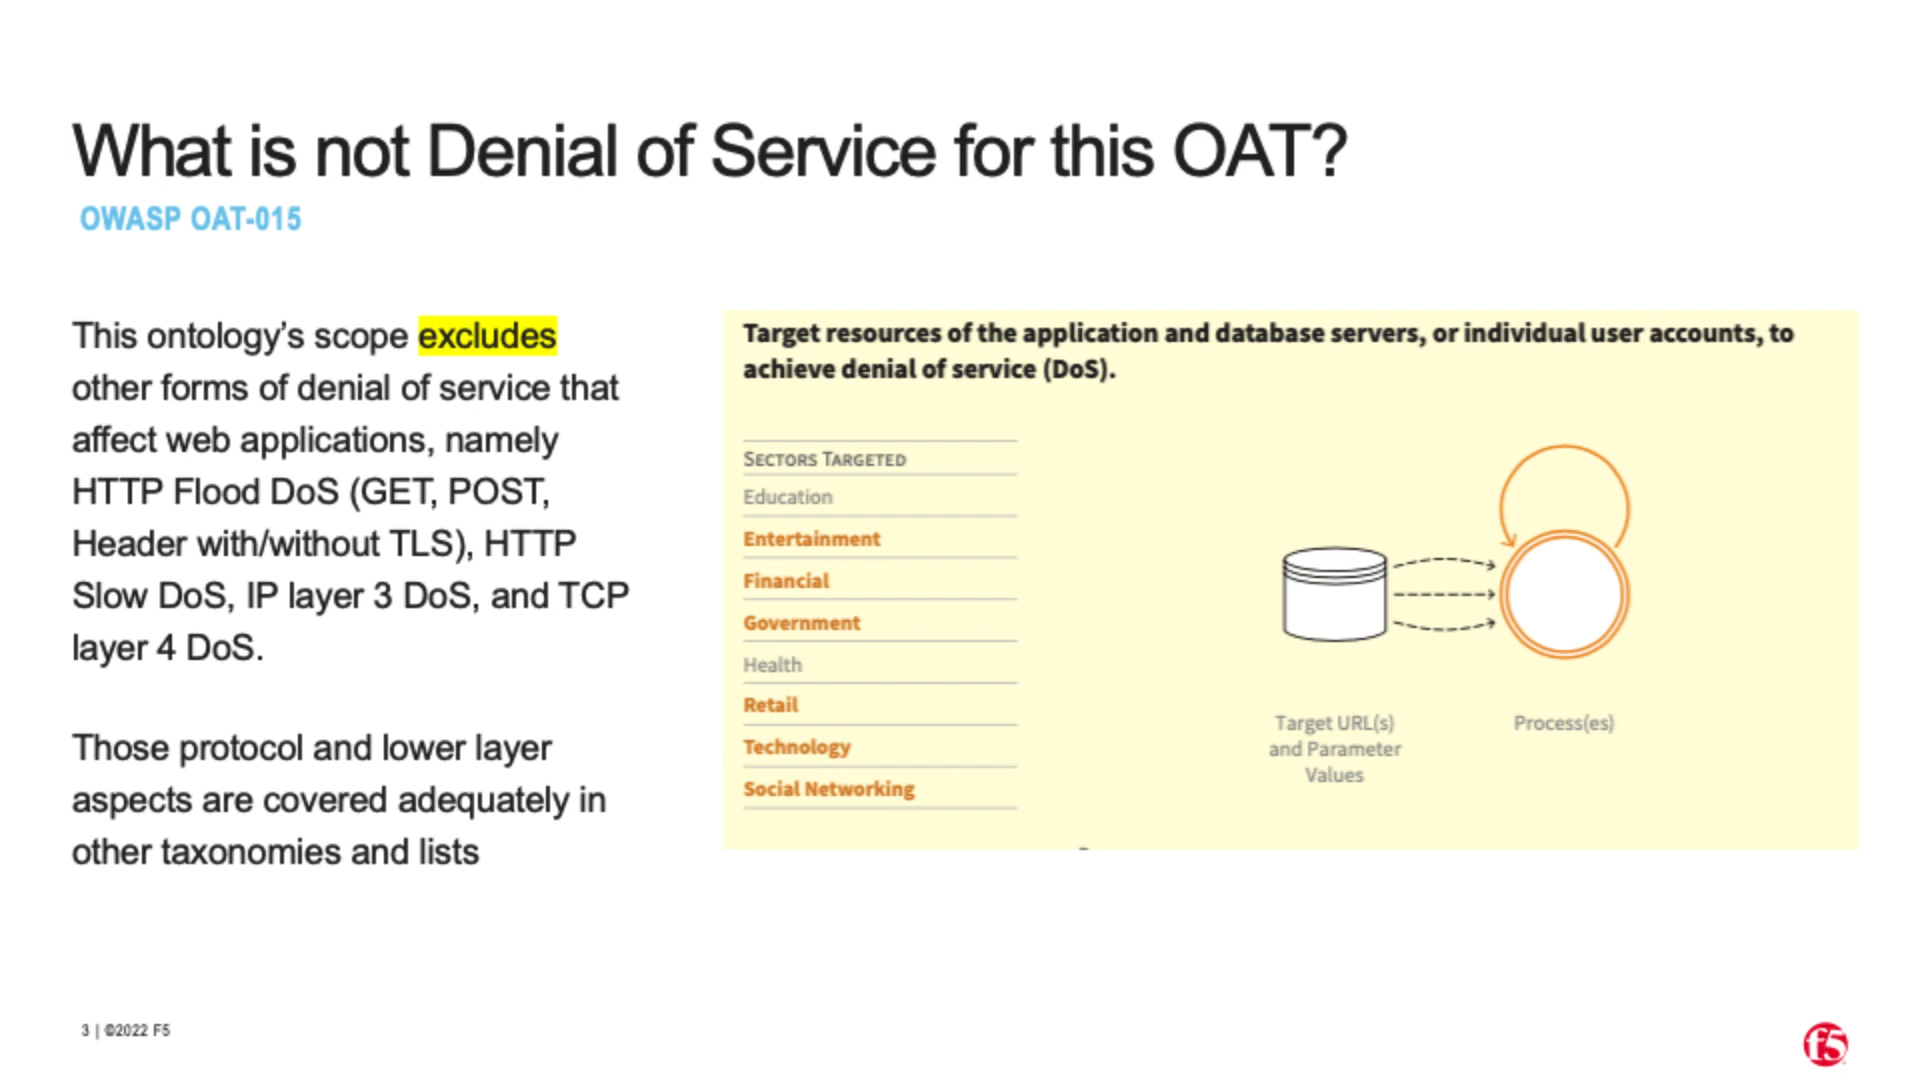 What is not Denial of Service for this OAT?
OWASP OAT-015
This ontology’s scope excludes
other forms of denial of service that
affect web applications, namely
HTTP Flood DoS (GET, POST,
Header with/without TLS), HTTP
Slow DoS, IP layer 3 DoS, and TCP
layer 4 DoS.
Those protocol and lower layer
aspects are covered adequately in
other taxonomies and lists
Target resources of the application and database servers, or individual user accounts, to
achieve denial of service (DoS).
SECTORS TARGETED
Education
Entertainment
Financial
Government
Health
Retail
Technology
Social Networking
Target URL(s)
and Parameter
Values
Process(es)
3 | ©2022 F5
f5